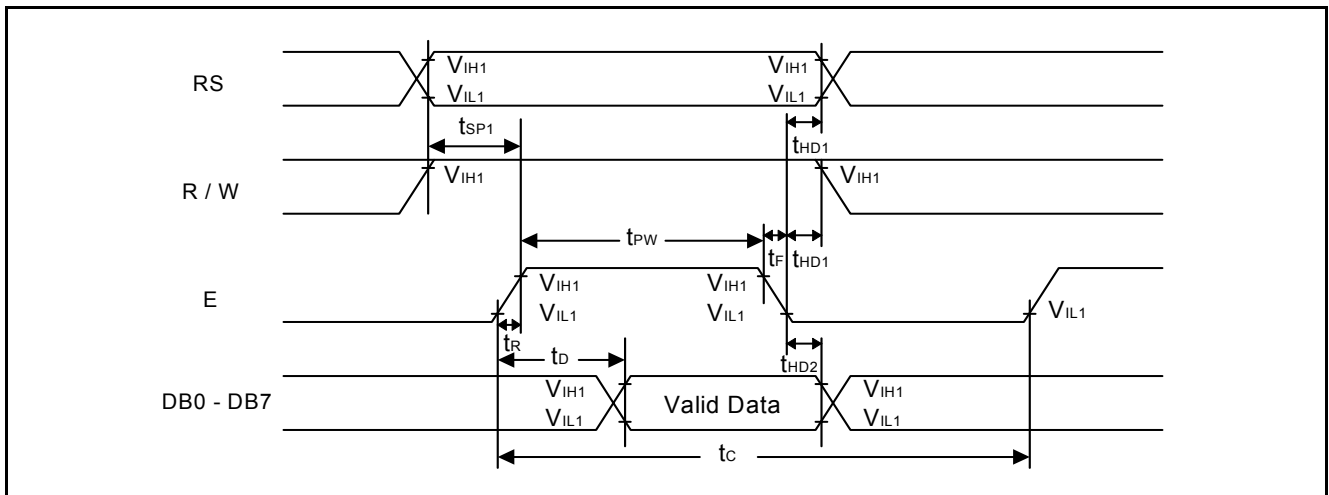 RS
VIH1
VIL1
VIH1
VIL1
tSP1
tHD1
R / W
VIH1
VIH1
tPW
tF
tHD1
E
VIH1
VIL1
VIH1
VIL1
VIL1
tR
tD
tHD2
DB0 - DB7
VIH1
VIL1
Valid Data
VIH1
VIL1
tC